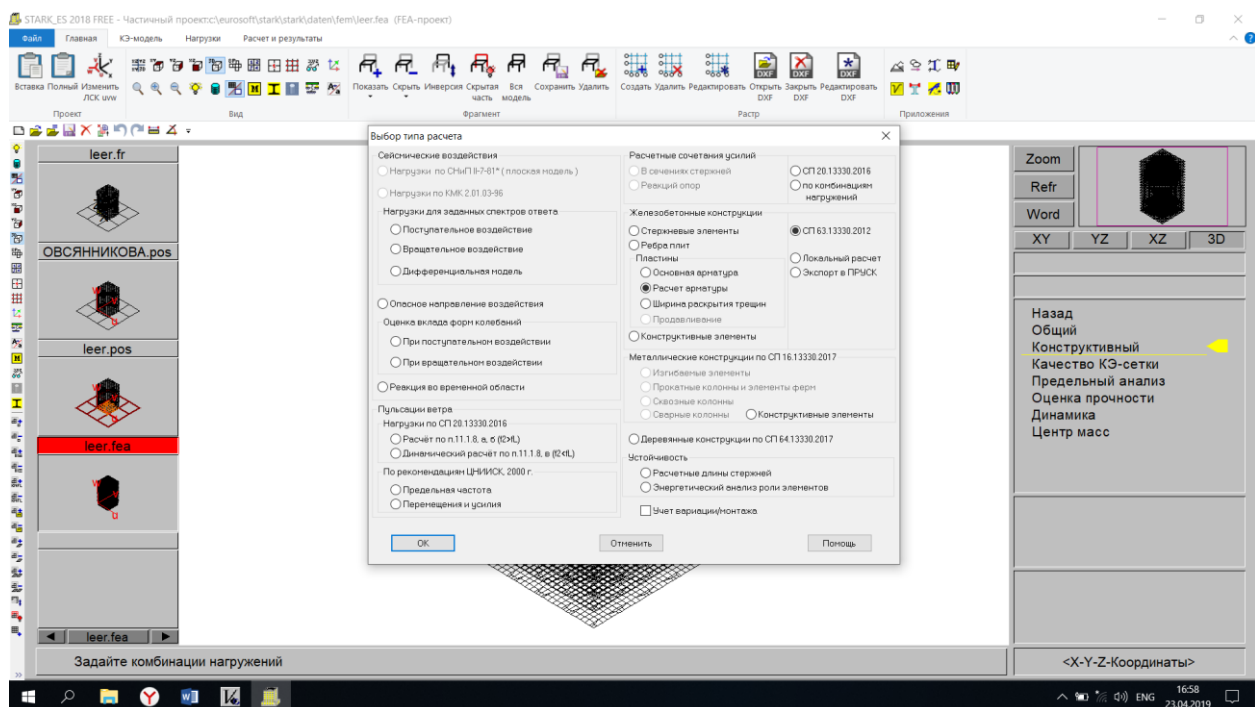 STARK_ES 2018 FREE - Частичный проект:c:\eurosoft\stark\stark\daten\fem\leer.fea (FEA-проект)
Файл Главная КЭ-модель Нагрузки Расчет и результаты
Вставка Полный Изменить ЛСК uvw
Показать Скрыть Инверсия Скрытая часть Вся модель Сохранить Удалить
Создать Удалить Редактировать Открыть DXF Закрыть DXF Редактировать DXF
Проект Вид Фрагмент Растр Приложения
leer.fr
ОВСЯННИКОВА.pos
leer.pos
leer.fea
leer.fea
Выбор типа расчета
Сейсмические воздействия
Нагрузки по СНиП II-7-81* ( плоская модель )
Нагрузки по КМК 2.01.03-96
Нагрузки для заданных спектров ответа
Поступательное воздействие
Вращательное воздействие
Дифференциальная модель
Опасное направление воздействия
Оценка вклада форм колебаний
При поступательном воздействии
При вращательном воздействии
Реакция во временной области
Пульсации ветра
Нагрузки по СП 20.13330.2016
Расчёт по п.11.1.8, а, б (f2>fL)
Динамический расчёт по п.11.1.8, в (f2<fL)
По рекомендациям ЦНИИСК, 2000 г.
Предельная частота
Перемещения и усилия
Расчетные сочетания усилий
В сечениях стержней СП 20.13330.2016
Реакций опор по комбинациям нагружений
Железобетонные конструкции
Стержневые элементы СП 63.13330.2012
Ребра плит
Пластины Локальный расчет
Основная арматура Экспорт в ПРУСК
Расчет арматуры
Ширина раскрытия трещин
Продавливание
Конструктивные элементы
Металлические конструкции по СП 16.13330.2017
Изгибаемые элементы
Прокатные колонны и элементы ферм
Сквозные колонны
Сварные колонны Конструктивные элементы
Деревянные конструкции по СП 64.13330.2017
Устойчивость
Расчетные длины стержней
Энергетический анализ роли элементов
Учет вариации/монтажа
OK Отменить Помощь
Zoom
Refr
Word
XY YZ XZ 3D
Назад
Общий
Конструктивный
Качество КЭ-сетки
Предельный анализ
Оценка прочности
Динамика
Центр масс
Задайте комбинации нагружений
<X-Y-Z-Координаты>
ENG 16:58
23.04.2019